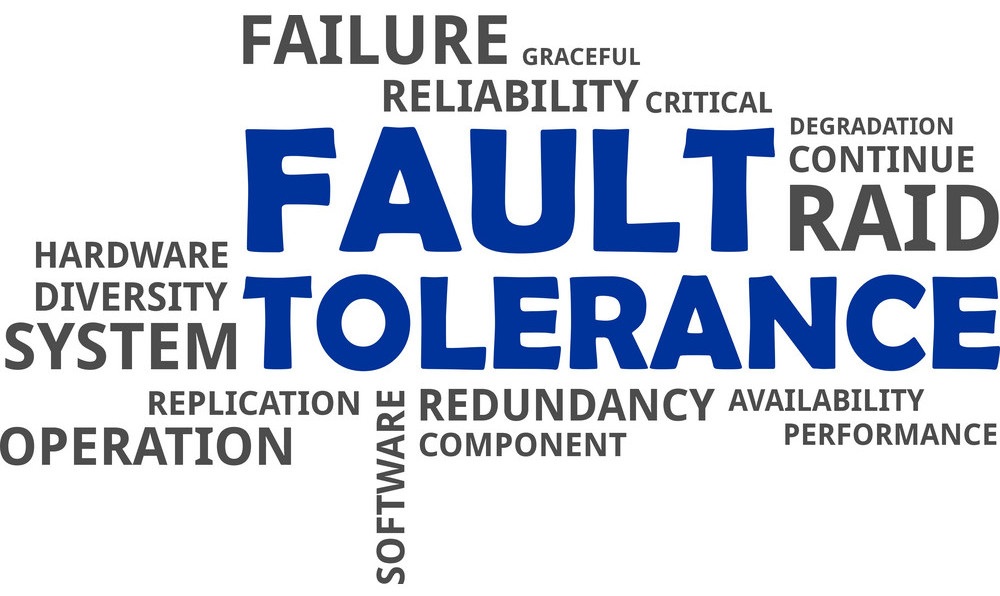 FAILURE
GRACEFUL
RELIABILITY
CRITICAL
DEGRADATION
CONTINUE
RAID
FAULT
TOLERANCE
HARDWARE
DIVERSITY
SYSTEM
REPLICATION
OPERATION
SOFTWARE
REDUNDANCY
COMPONENT
AVAILABILITY
PERFORMANCE